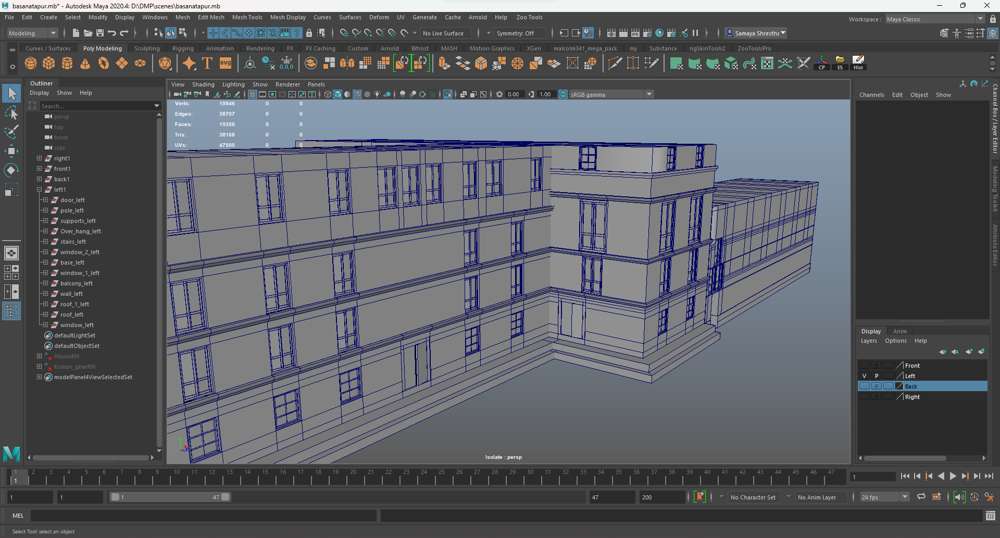 basanatapur.mb* - Autodesk Maya 2020.4: D:\DMP\scenes\basanatapur.mb
File Edit Create Select Modify Display Windows Mesh Edit Mesh Mesh Tools Mesh Display Curves Surfaces Deform UV Generate Cache Arnold Help Zoo Tools
Workspace : Maya Classic
Modeling No Live Surface Symmetry: Off IPR Samaya Shrestha
Curves / Surfaces Poly Modeling Sculpting Rigging Animation Rendering FX FX Caching Custom Arnold Bifrost MASH Motion Graphics XGen malcolm341_mega_pack my Substance ngSkinTools2 ZooToolsPro
T svg 0,0,0 CP ES Hist
Outliner
Display Show Help
Search...
persp
top
front
side
right1
front1
back1
left1
door_left
pole_left
supports_left
Over_hang_left
stairs_left
window_2_left
base_left
window_1_left
balcony_left
wall_left
roof_1_left
roof_left
window_left
defaultLightSet
defaultObjectSet
HouseRN
Kumari_gharRN
modelPanel4ViewSelectedSet
View Shading Lighting Show Renderer Panels
0.00 1.00 ON sRGB gamma
Verts: 19946 0 0
Edges: 38707 0 0
Faces: 19356 0 0
Tris: 38168 0 0
UVs: 47500 0 0
Isolate : persp
Channels Edit Object Show
Channel Box / Layer Editor
Modeling Toolkit
Attribute Editor
Display Anim
Layers Options Help
P Front
V P Left
P Back
P Right
1 2 3 4 5 6 7 8 9 10 11 12 13 14 15 16 17 18 19 20 21 22 23 24 25 26 27 28 29 30 31 32 33 34 35 36 37 38 39 40 41 42 43 44 45 46 47
1 1
1 1 1 47 47 200 No Character Set No Anim Layer 24 fps
MEL
Select Tool: select an object